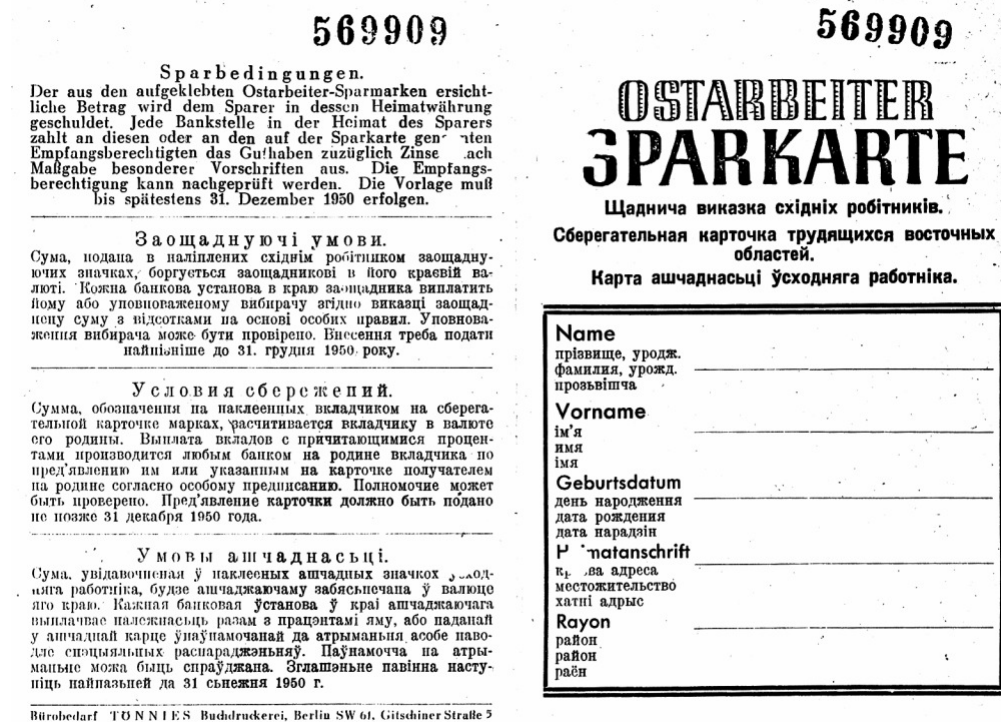 569909
Sparbedingungen.
Der aus den aufgeklebten Ostarbeiter-Sparmarken ersicht-
liche Betrag wird dem Sparer in dessen Heimatwährung
geschuldet. Jede Bankstelle in der Heimat des Sparers
zahlt an diesen oder an den auf der Sparkarte
Empfangsberechtigten das Guthaben zuzüglich
Maßgabe besonderer Vorschriften aus. Die Empfangs-
berechtigung kann nachgeprüft werden. Die Vorlage muß
bis spätestens 31. Dezember 1950 erfolgen.
Заощаднуючі умови.
Сума, подана в наліплених східнім робітником заощадну-
ючих значках, боргується заощадникові в його краєвій ва-
люті. Кожна банкова установа в краю заощадника виплатить
йому або уповноваженому вибирачу згідно виказці заощад-
нену суму з відсотками на основі особих правил. Уповнова-
ження вибирача може бути провірено. Внесення треба подати
найпізніше до 31. грудня 1950 року.
Условия сбережений.
Сумма, обозначения на наклеенных вкладчиком на сберега-
тельной карточке марках, расчитивается вкладчику в валюте
его родины. Выплата вкладов с причитающимися процен-
тами производится любым банком на родине вкладчика по
пред'явлению им или указанным на карточке получателем
на родине согласно особому предписанию. Полномочие может
быть проверено. Пред'явление карточки должно быть подано
не позже 31 декабря 1950 года.
Умовы ашчаднасьці.
Сума, увідавочненая ў наклесных ашчадных значкох
няга работніка, будзе ашчаджаючаму забясьпечана ў валюце
яго краю. Кажная банковая ўстанова ў краі ашчаджаючага
выплачвае належнасьць разам з працэнтамі яму, або паданай
у ашчаднай карце ўпаўнамочанай да атрыманьня асобе паво-
дле спэцыяльных распараджэньняў. Паўнамочча на атры-
маньне можа быць спраўджана. Зглашэньне павінна насту-
піць найпазьней да 31 сьнежня 1950 г.
Bürobedarf TÖNNIES Buchdruckerei, Berlin SW 61, Gitschiner Straße 5
569909
OSTARBEITER
SPARKARTE
Щаднича виказка східніх робітників.
Сберегательная карточка трудящихся восточных
областей.
Карта ашчаднасьці ўсходняга работніка.
Name
прізвище, уродж.
фамилия, урожд.
прозьвішча
Vorname
ім'я
имя
імя
Geburtsdatum
день народження
дата рождения
дата нарадзін
адреса
местожительство
хатні адрыс
Rayon
район
район
раён